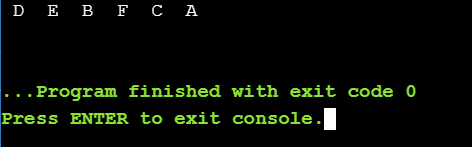 D E B F C A
...Program finished with exit code 0
Press ENTER to exit console.